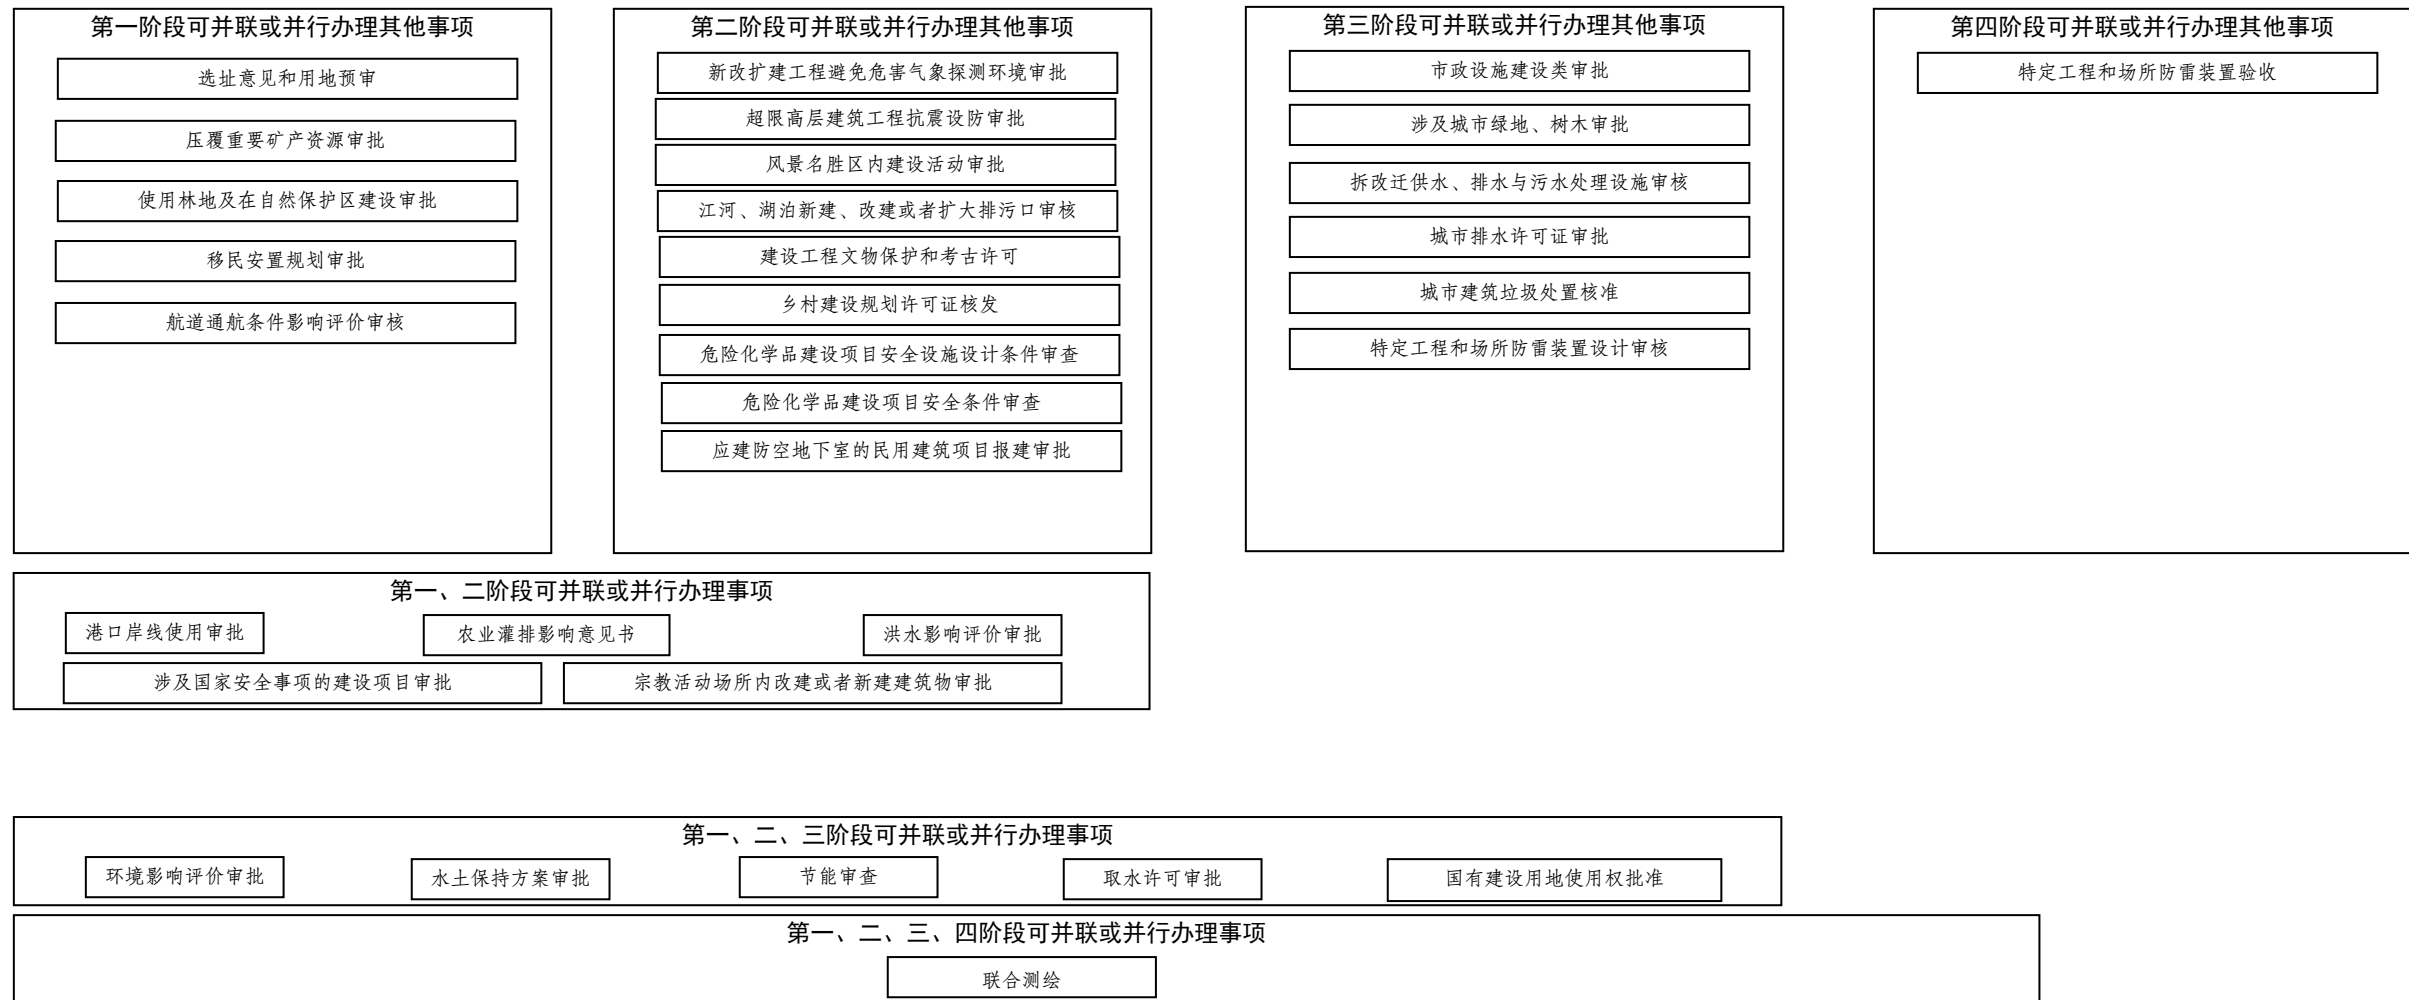 第一阶段可并联或并行办理其他事项
选址意见和用地预审
压覆重要矿产资源审批
使用林地及在自然保护区建设审批
移民安置规划审批
航道通航条件影响评价审核
第二阶段可并联或并行办理其他事项
新改扩建工程避免危害气象探测环境审批
超限高层建筑工程抗震设防审批
风景名胜区内建设活动审批
江河、湖泊新建、改建或者扩大排污口审核
建设工程文物保护和考古许可
乡村建设规划许可证核发
危险化学品建设项目安全设施设计条件审查
危险化学品建设项目安全条件审查
应建防空地下室的民用建筑项目报建审批
第三阶段可并联或并行办理其他事项
市政设施建设类审批
涉及城市绿地、树木审批
拆改迁供水、排水与污水处理设施审核
城市排水许可证审批
城市建筑垃圾处置核准
特定工程和场所防雷装置设计审核
第四阶段可并联或并行办理其他事项
特定工程和场所防雷装置验收
第一、二阶段可并联或并行办理事项
港口岸线使用审批
农业灌排影响意见书
洪水影响评价审批
涉及国家安全事项的建设项目审批
宗教活动场所内改建或者新建建筑物审批
第一、二、三阶段可并联或并行办理事项
环境影响评价审批
水土保持方案审批
节能审查
取水许可审批
国有建设用地使用权批准
第一、二、三、四阶段可并联或并行办理事项
联合测绘